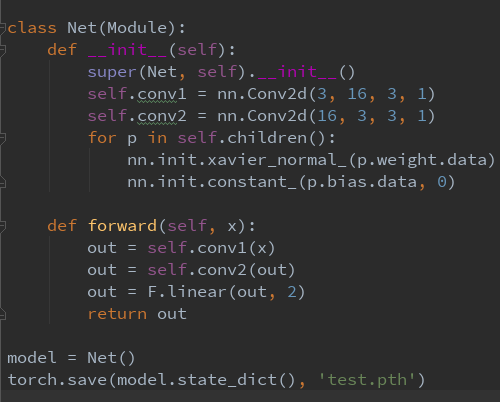 class Net(Module):
    def __init__(self):
        super(Net, self).__init__()
        self.conv1 = nn.Conv2d(3, 16, 3, 1)
        self.conv2 = nn.Conv2d(16, 3, 3, 1)
        for p in self.children():
            nn.init.xavier_normal_(p.weight.data)
            nn.init.constant_(p.bias.data, 0)

    def forward(self, x):
        out = self.conv1(x)
        out = self.conv2(out)
        out = F.linear(out, 2)
        return out

model = Net()
torch.save(model.state_dict(), 'test.pth')